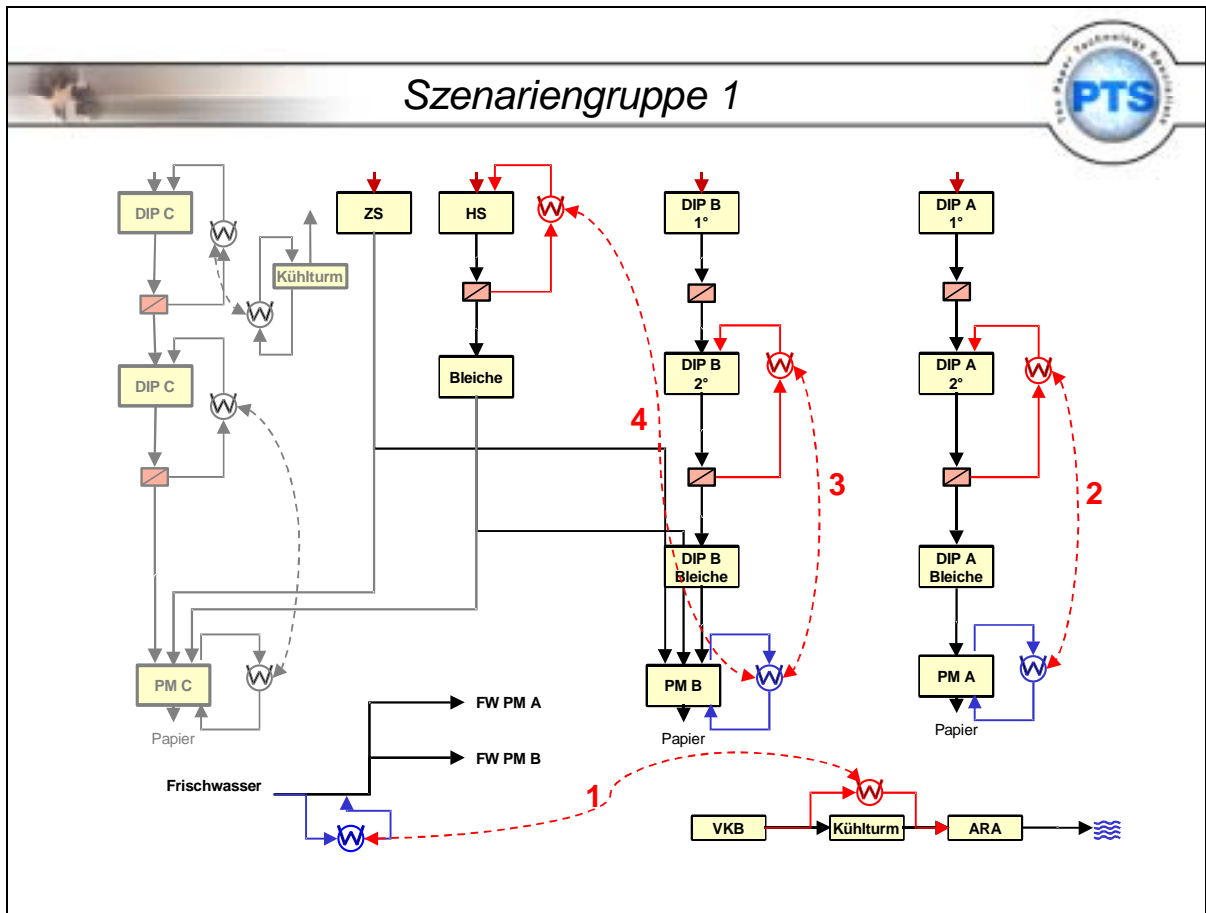 Szenariengruppe 1
The Paper Technology Specialists
PTS
DIP C
ZS
HS
DIP B
1°
DIP A
1°
W
W
Kühlturm
W
DIP C
Bleiche
DIP B
2°
W
DIP A
2°
W
W
4
3
2
DIP B
Bleiche
DIP A
Bleiche
PM C
W
PM B
W
PM A
W
Papier
Papier
Papier
FW PM A
FW PM B
Frischwasser
1
W
W
VKB
Kühlturm
ARA